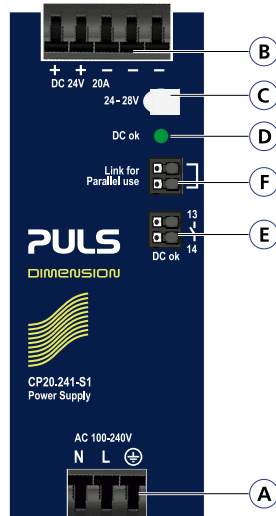 B
+ + − − −
DC 24V 20A
24–28V
C
DC ok
D
Link for
Parallel use
F
13
E
14
DC ok
PULS
DIMENSION
CP20.241-S1
Power Supply
AC 100-240V
N L
A